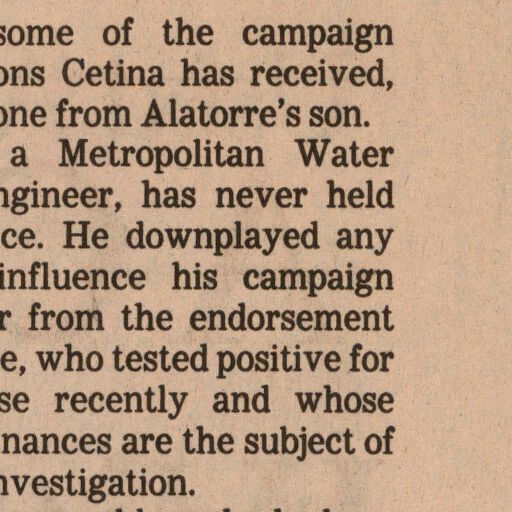 some of the campaign
ons Cetina has received,
one from Alatorre's son.
a Metropolitan Water
ngineer, has never held
ce. He downplayed any
influence his campaign
r from the endorsement
e, who tested positive for
se recently and whose
nances are the subject of
nvestigation.